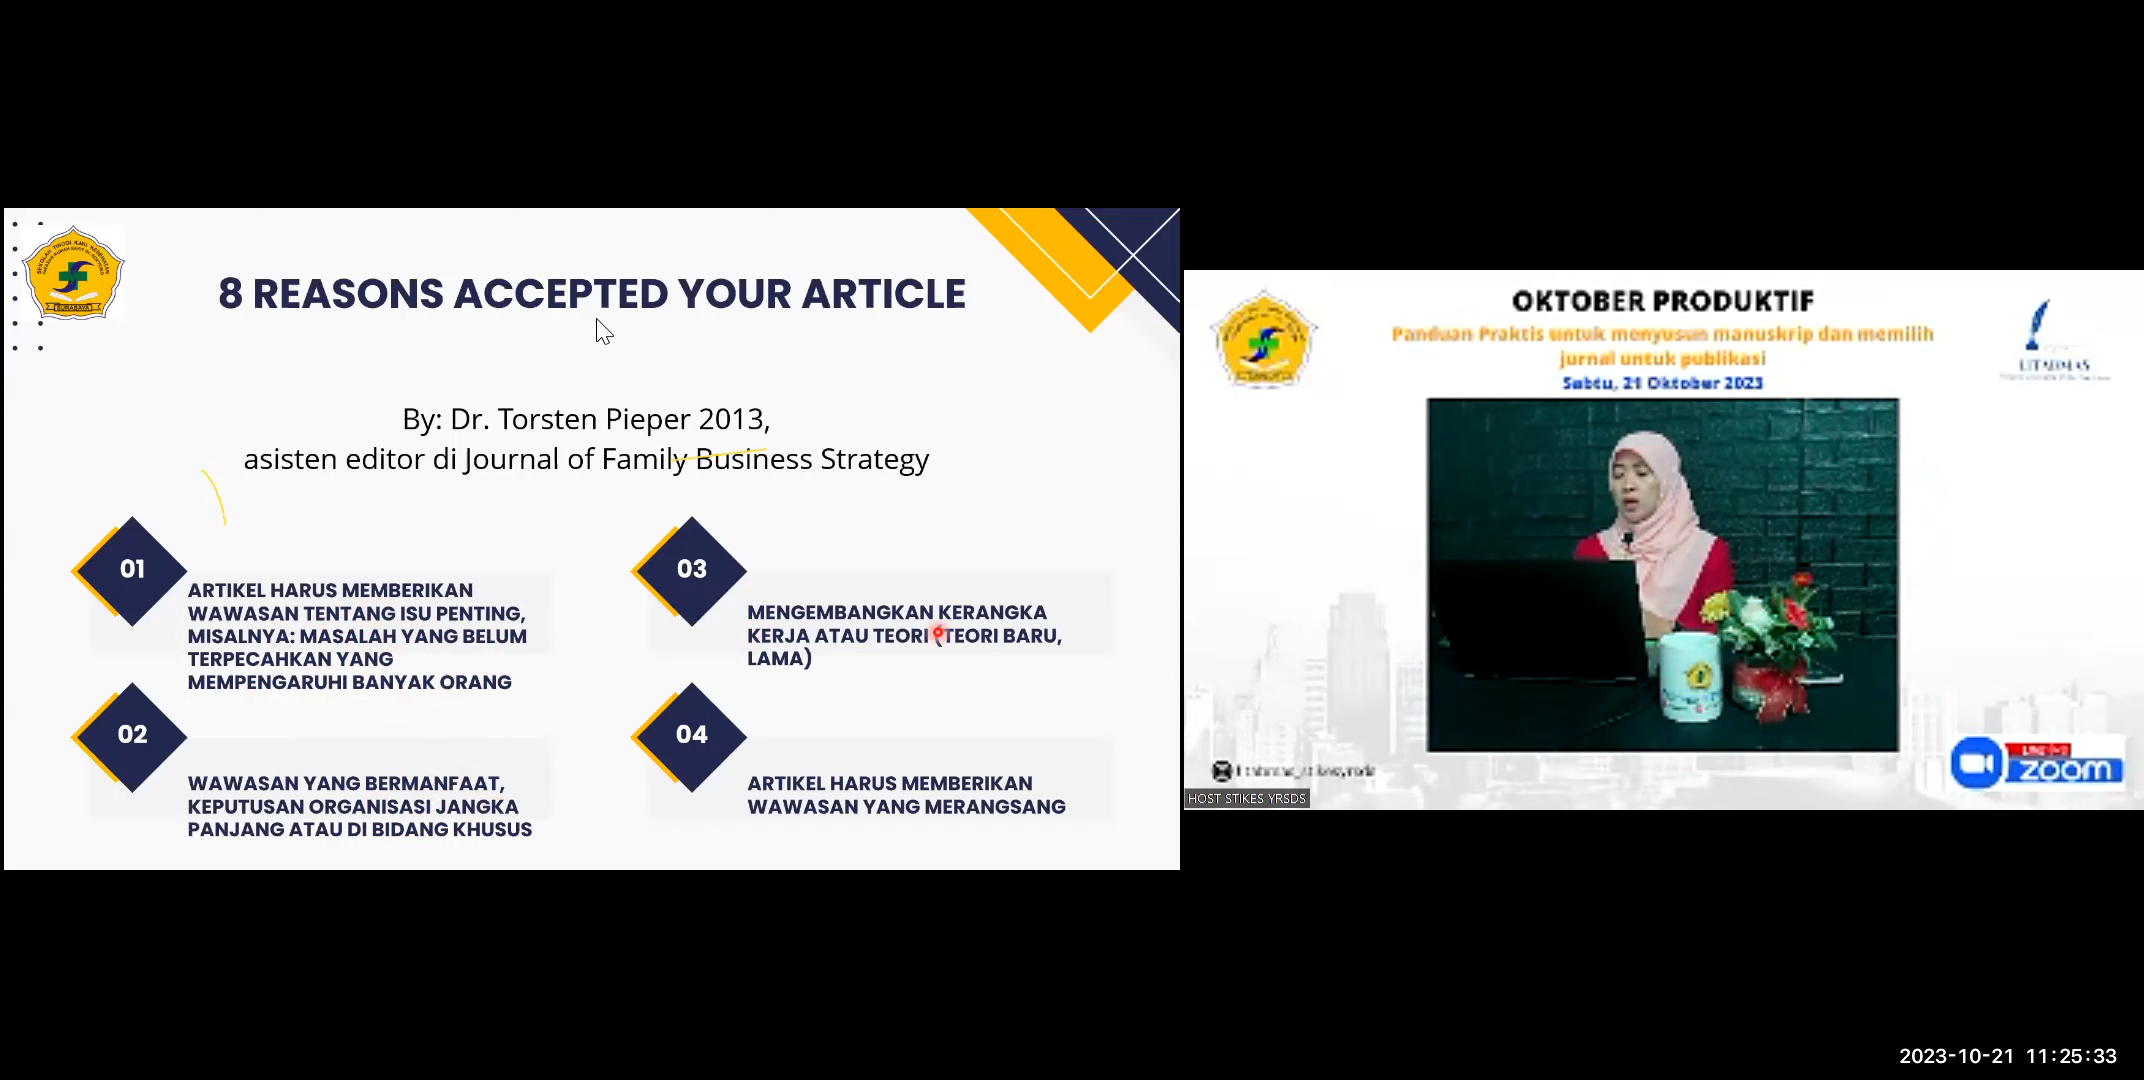 8 REASONS ACCEPTED YOUR ARTICLE
By: Dr. Torsten Pieper 2013,
asisten editor di Journal of Family Business Strategy
01
ARTIKEL HARUS MEMBERIKAN
WAWASAN TENTANG ISU PENTING,
MISALNYA: MASALAH YANG BELUM
TERPECAHKAN YANG
MEMPENGARUHI BANYAK ORANG
02
WAWASAN YANG BERMANFAAT,
KEPUTUSAN ORGANISASI JANGKA
PANJANG ATAU DI BIDANG KHUSUS
03
MENGEMBANGKAN KERANGKA
KERJA ATAU TEORI (TEORI BARU,
LAMA)
04
ARTIKEL HARUS MEMBERIKAN
WAWASAN YANG MERANGSANG
OKTOBER PRODUKTIF
Panduan Praktis untuk menyusun manuskrip dan memilih
jurnal untuk publikasi
Sabtu, 21 Oktober 2023
LITABMAS
zoom
HOST STIKES YRSDS
2023-10-21 11:25:33